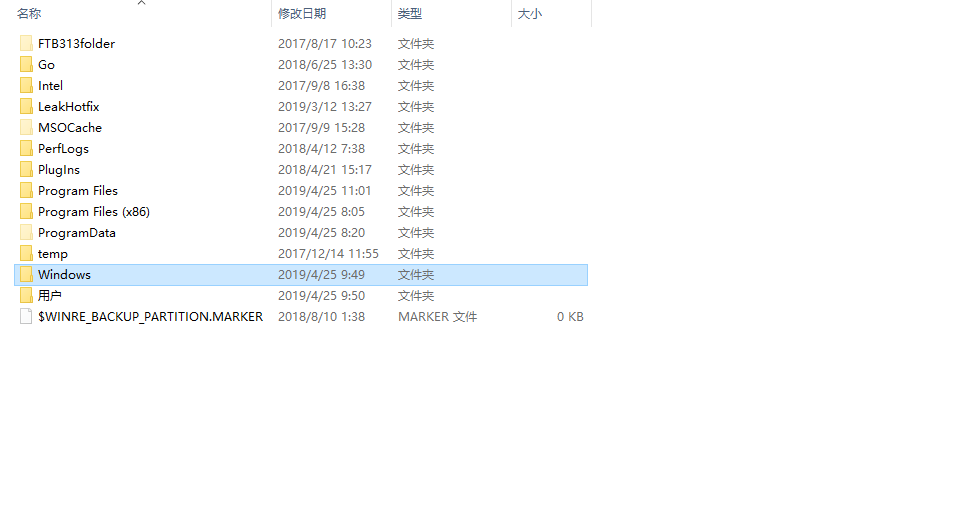 名称 修改日期 类型 大小
FTB313folder 2017/8/17 10:23 文件夹
Go 2018/6/25 13:30 文件夹
Intel 2017/9/8 16:38 文件夹
LeakHotfix 2019/3/12 13:27 文件夹
MSOCache 2017/9/9 15:28 文件夹
PerfLogs 2018/4/12 7:38 文件夹
PlugIns 2018/4/21 15:17 文件夹
Program Files 2019/4/25 11:01 文件夹
Program Files (x86) 2019/4/25 8:05 文件夹
ProgramData 2019/4/25 8:20 文件夹
temp 2017/12/14 11:55 文件夹
Windows 2019/4/25 9:49 文件夹
用户 2019/4/25 9:50 文件夹
$WINRE_BACKUP_PARTITION.MARKER 2018/8/10 1:38 MARKER 文件 0 KB